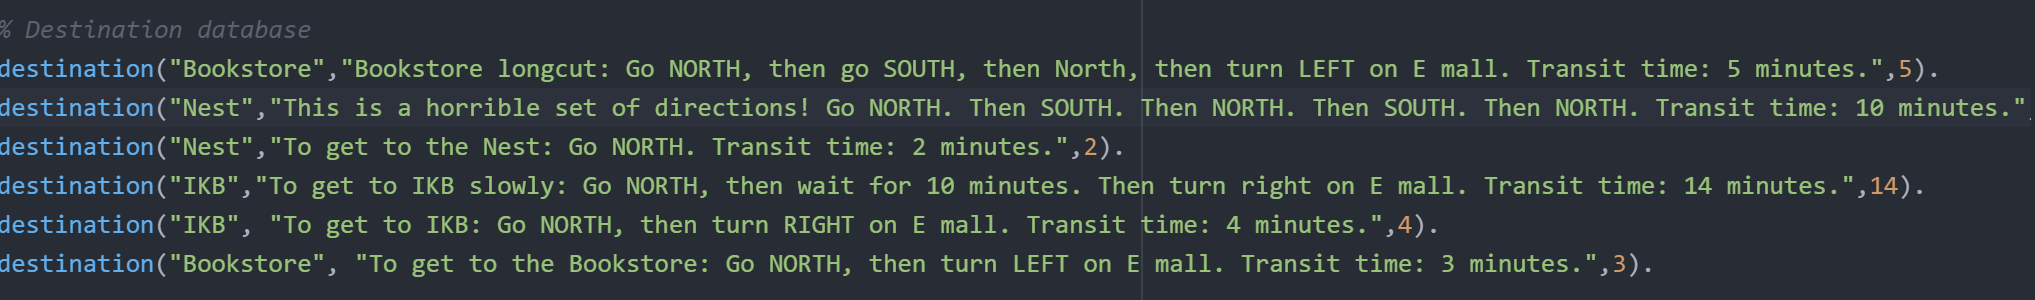 % Destination database
destination("Bookstore","Bookstore longcut: Go NORTH, then go SOUTH, then North, then turn LEFT on E mall. Transit time: 5 minutes.",5).
destination("Nest","This is a horrible set of directions! Go NORTH. Then SOUTH. Then NORTH. Then SOUTH. Then NORTH. Transit time: 10 minutes."
destination("Nest","To get to the Nest: Go NORTH. Transit time: 2 minutes.",2).
destination("IKB","To get to IKB slowly: Go NORTH, then wait for 10 minutes. Then turn right on E mall. Transit time: 14 minutes.",14).
destination("IKB", "To get to IKB: Go NORTH, then turn RIGHT on E mall. Transit time: 4 minutes.",4).
destination("Bookstore", "To get to the Bookstore: Go NORTH, then turn LEFT on E mall. Transit time: 3 minutes.",3).